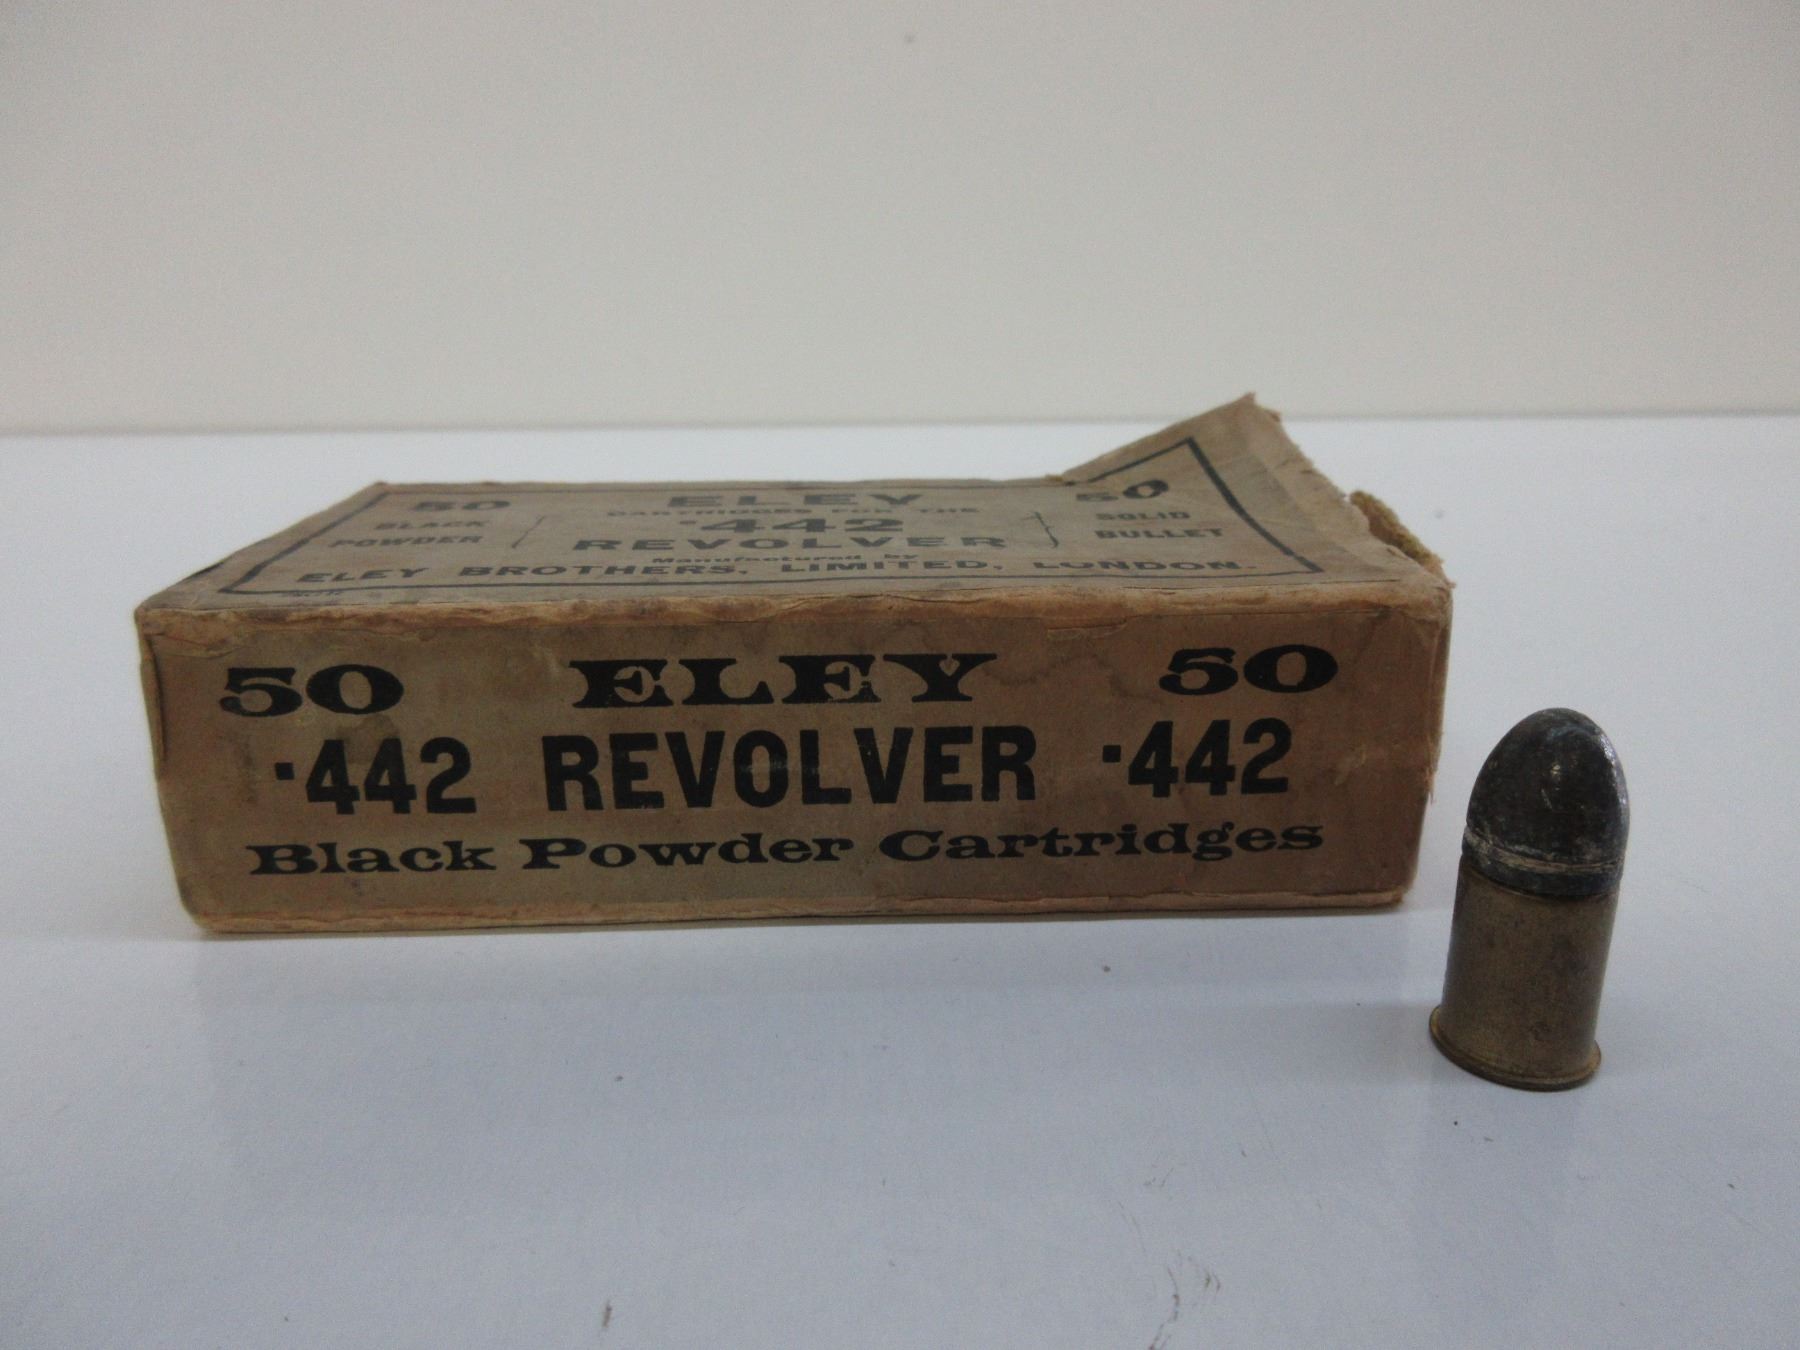 50 ELEY 50
CARTRIDGES FOR THE
BLACK ·442 SOLID
POWDER REVOLVER BULLET
Manufactured by
ELEY BROTHERS, LIMITED, LONDON.
50 ELEY 50
·442 REVOLVER ·442
Black Powder Cartridges